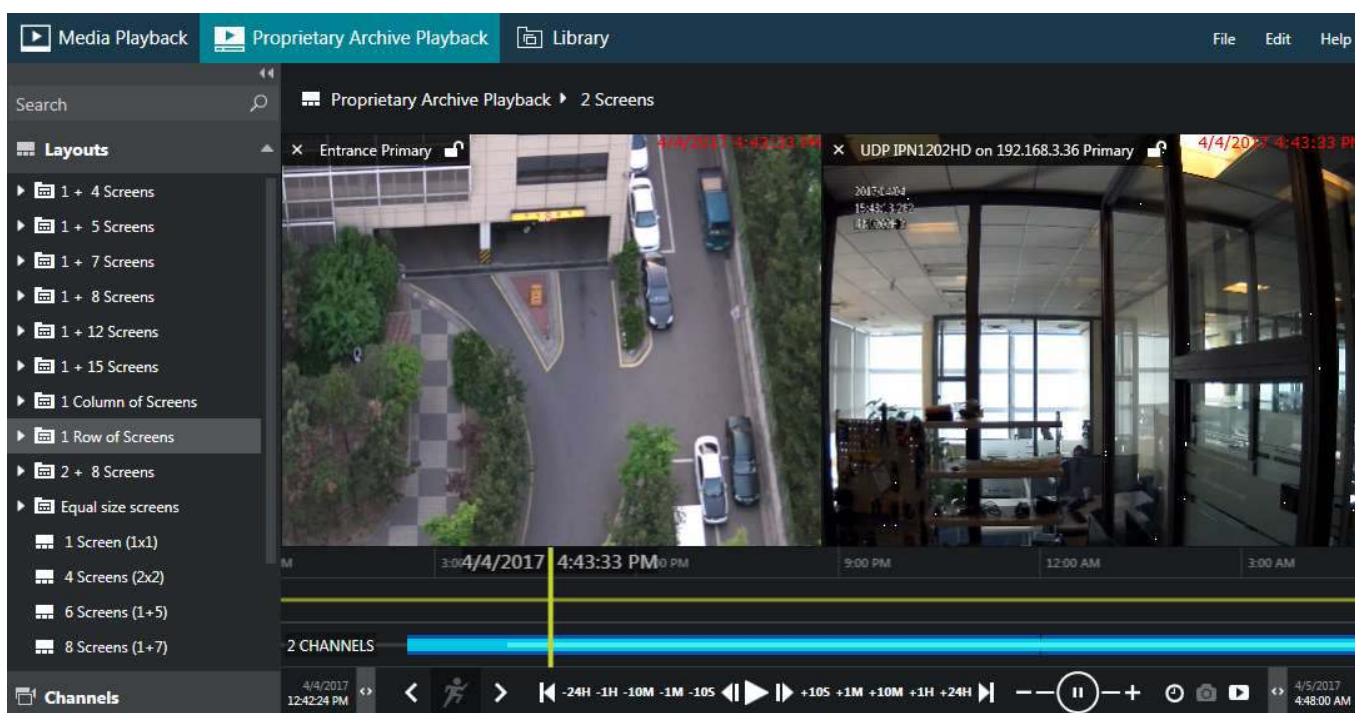 Media Playback
Proprietary Archive Playback
Library
File Edit Help
Search
Proprietary Archive Playback 2 Screens
Layouts
Entrance Primary
4/4/2017 4:43:33 PM
UDP IPN1202HD on 192.168.3.36 Primary
4/4/2017 4:43:33 PM
1 + 4 Screens
1 + 5 Screens
1 + 7 Screens
1 + 8 Screens
1 + 12 Screens
1 + 15 Screens
1 Column of Screens
1 Row of Screens
2 + 8 Screens
Equal size screens
1 Screen (1x1)
4 Screens (2x2)
6 Screens (1+5)
8 Screens (1+7)
Channels
4/4/2017 4:43:33 PM
9:00 PM
12:00 AM
3:00 AM
2 CHANNELS
4/4/2017
12:42:24 PM
-24H -1H -10M -1M -10S
+10S +1M +10M +1H +24H
4/5/2017
4:48:00 AM